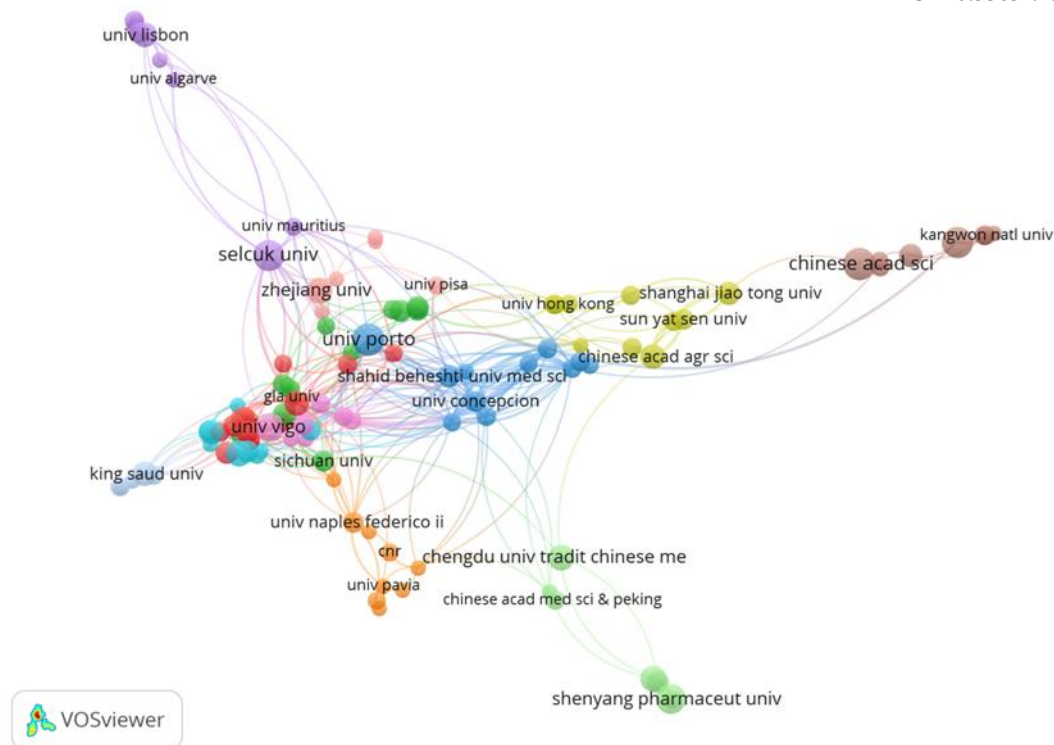 univ lisbon
univ algarve
univ mauritius
selcuk univ
kangwon natl univ
chinese acad sci
zhejiang univ
univ pisa
shanghai jiao tong univ
univ hong kong
sun yat sen univ
univ porto
chinese acad agr sci
shahid beheshti univ med sci
gla univ
univ concepcion
univ vigo
sichuan univ
king saud univ
univ naples federico ii
cnr
chengdu univ tradit chinese me
univ pavia
chinese acad med sci & peking
shenyang pharmaceut univ
VOSviewer